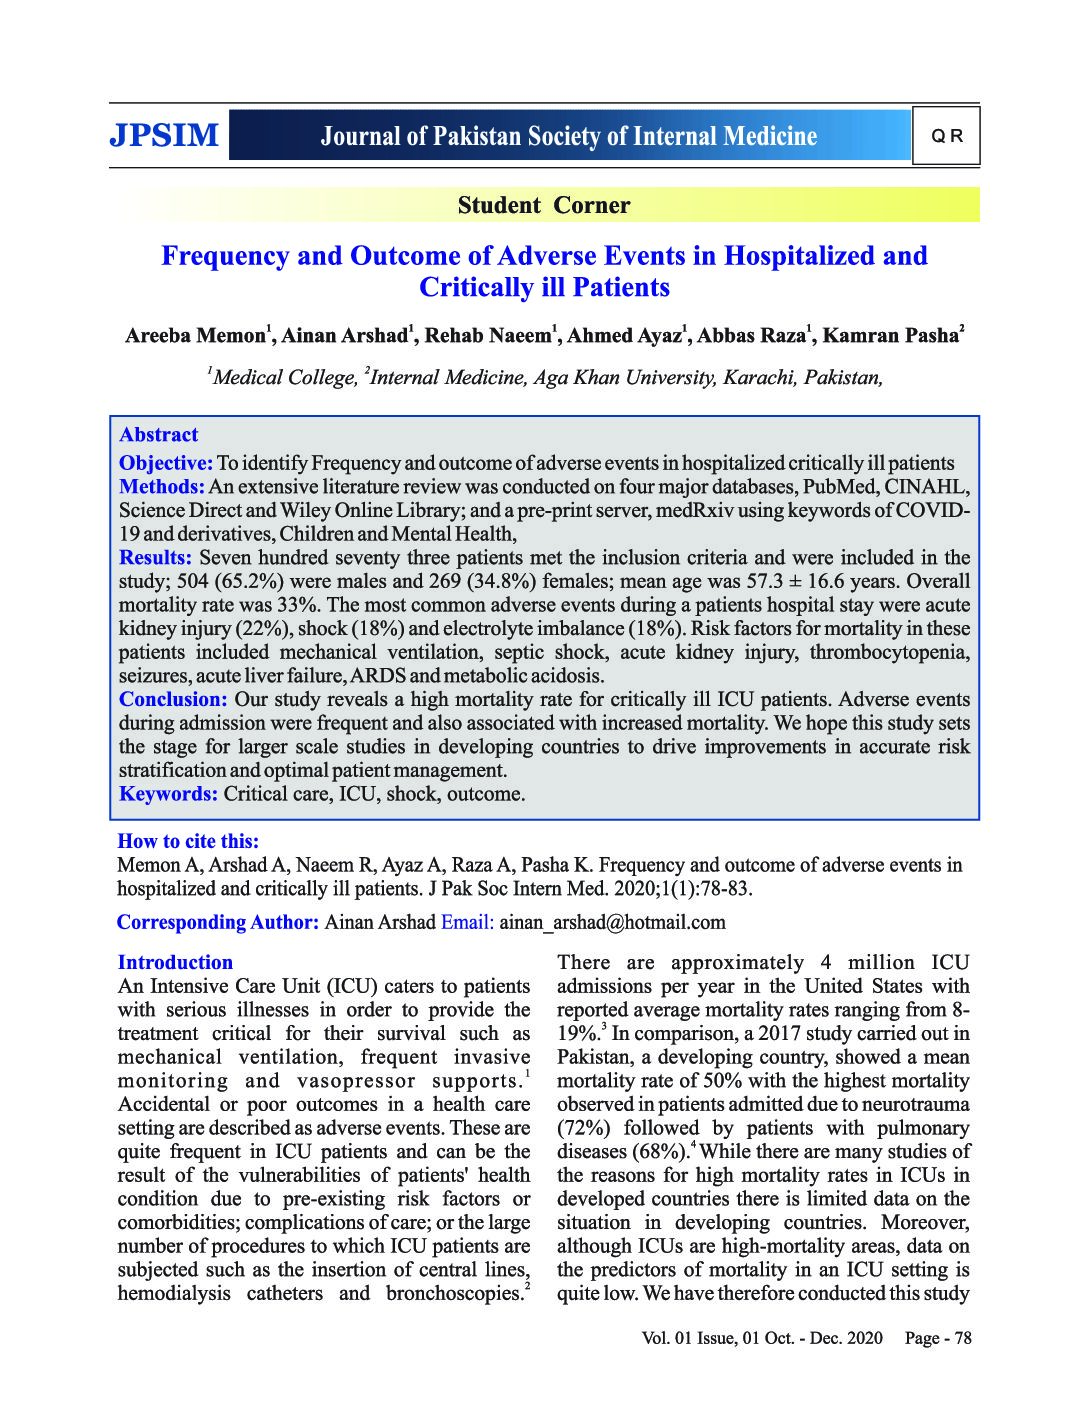 JPSIM
Journal of Pakistan Society of Internal Medicine
QR
Student Corner
Frequency and Outcome of Adverse Events in Hospitalized and
Critically ill Patients
Areeba Memon¹, Ainan Arshad¹, Rehab Naeem¹, Ahmed Ayaz¹, Abbas Raza¹, Kamran Pasha²
¹Medical College, ²Internal Medicine, Aga Khan University, Karachi, Pakistan,
Abstract
Objective: To identify Frequency and outcome of adverse events in hospitalized critically ill patients
Methods: An extensive literature review was conducted on four major databases, PubMed, CINAHL,
Science Direct and Wiley Online Library; and a pre-print server, medRxiv using keywords of COVID-
19 and derivatives, Children and Mental Health,
Results: Seven hundred seventy three patients met the inclusion criteria and were included in the
study; 504 (65.2%) were males and 269 (34.8%) females; mean age was 57.3 ± 16.6 years. Overall
mortality rate was 33%. The most common adverse events during a patients hospital stay were acute
kidney injury (22%), shock (18%) and electrolyte imbalance (18%). Risk factors for mortality in these
patients included mechanical ventilation, septic shock, acute kidney injury, thrombocytopenia,
seizures, acute liver failure, ARDS and metabolic acidosis.
Conclusion: Our study reveals a high mortality rate for critically ill ICU patients. Adverse events
during admission were frequent and also associated with increased mortality. We hope this study sets
the stage for larger scale studies in developing countries to drive improvements in accurate risk
stratification and optimal patient management.
Keywords: Critical care, ICU, shock, outcome.
How to cite this:
Memon A, Arshad A, Naeem R, Ayaz A, Raza A, Pasha K. Frequency and outcome of adverse events in
hospitalized and critically ill patients. J Pak Soc Intern Med. 2020;1(1):78-83.
Corresponding Author: Ainan Arshad Email: ainan_arshad@hotmail.com
Introduction
An Intensive Care Unit (ICU) caters to patients
with serious illnesses in order to provide the
treatment critical for their survival such as
mechanical ventilation, frequent invasive
monitoring and vasopressor supports.¹
Accidental or poor outcomes in a health care
setting are described as adverse events. These are
quite frequent in ICU patients and can be the
result of the vulnerabilities of patients' health
condition due to pre-existing risk factors or
comorbidities; complications of care; or the large
number of procedures to which ICU patients are
subjected such as the insertion of central lines,
hemodialysis catheters and bronchoscopies.²
There are approximately 4 million ICU
admissions per year in the United States with
reported average mortality rates ranging from 8-
19%.³ In comparison, a 2017 study carried out in
Pakistan, a developing country, showed a mean
mortality rate of 50% with the highest mortality
observed in patients admitted due to neurotrauma
(72%) followed by patients with pulmonary
diseases (68%).⁴ While there are many studies of
the reasons for high mortality rates in ICUs in
developed countries there is limited data on the
situation in developing countries. Moreover,
although ICUs are high-mortality areas, data on
the predictors of mortality in an ICU setting is
quite low. We have therefore conducted this study
Vol. 01 Issue, 01 Oct. - Dec. 2020 Page - 78